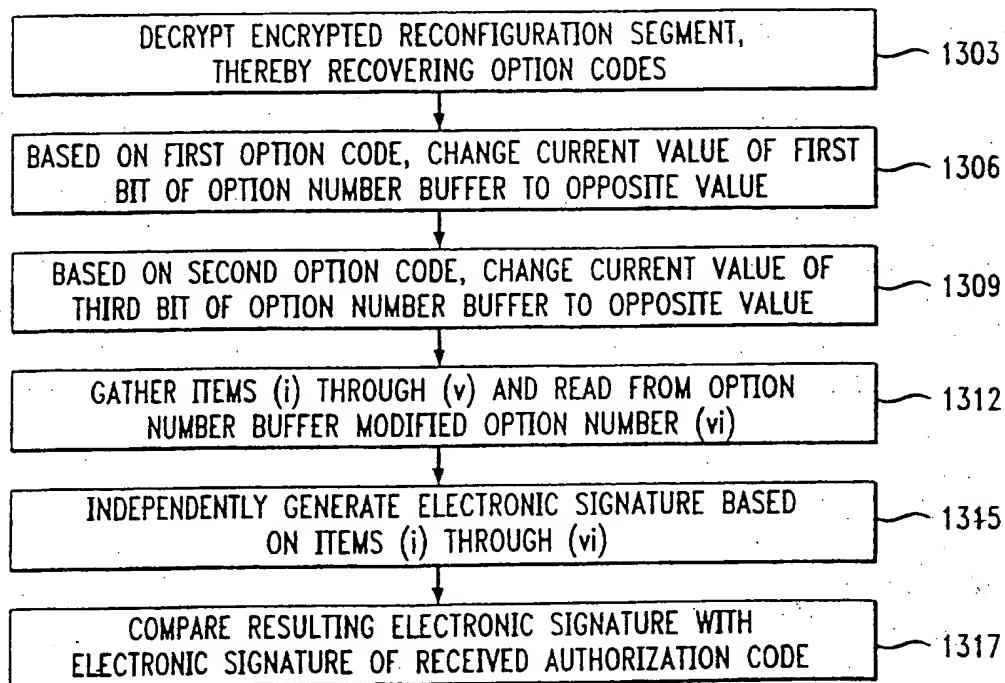 DECRYPT ENCRYPTED RECONFIGURATION SEGMENT,
THEREBY RECOVERING OPTION CODES
1303
BASED ON FIRST OPTION CODE, CHANGE CURRENT VALUE OF FIRST
BIT OF OPTION NUMBER BUFFER TO OPPOSITE VALUE
1306
BASED ON SECOND OPTION CODE, CHANGE CURRENT VALUE OF
THIRD BIT OF OPTION NUMBER BUFFER TO OPPOSITE VALUE
1309
GATHER ITEMS (i) THROUGH (v) AND READ FROM OPTION
NUMBER BUFFER MODIFIED OPTION NUMBER (vi)
1312
INDEPENDENTLY GENERATE ELECTRONIC SIGNATURE BASED
ON ITEMS (i) THROUGH (vi)
1315
COMPARE RESULTING ELECTRONIC SIGNATURE WITH
ELECTRONIC SIGNATURE OF RECEIVED AUTHORIZATION CODE
1317